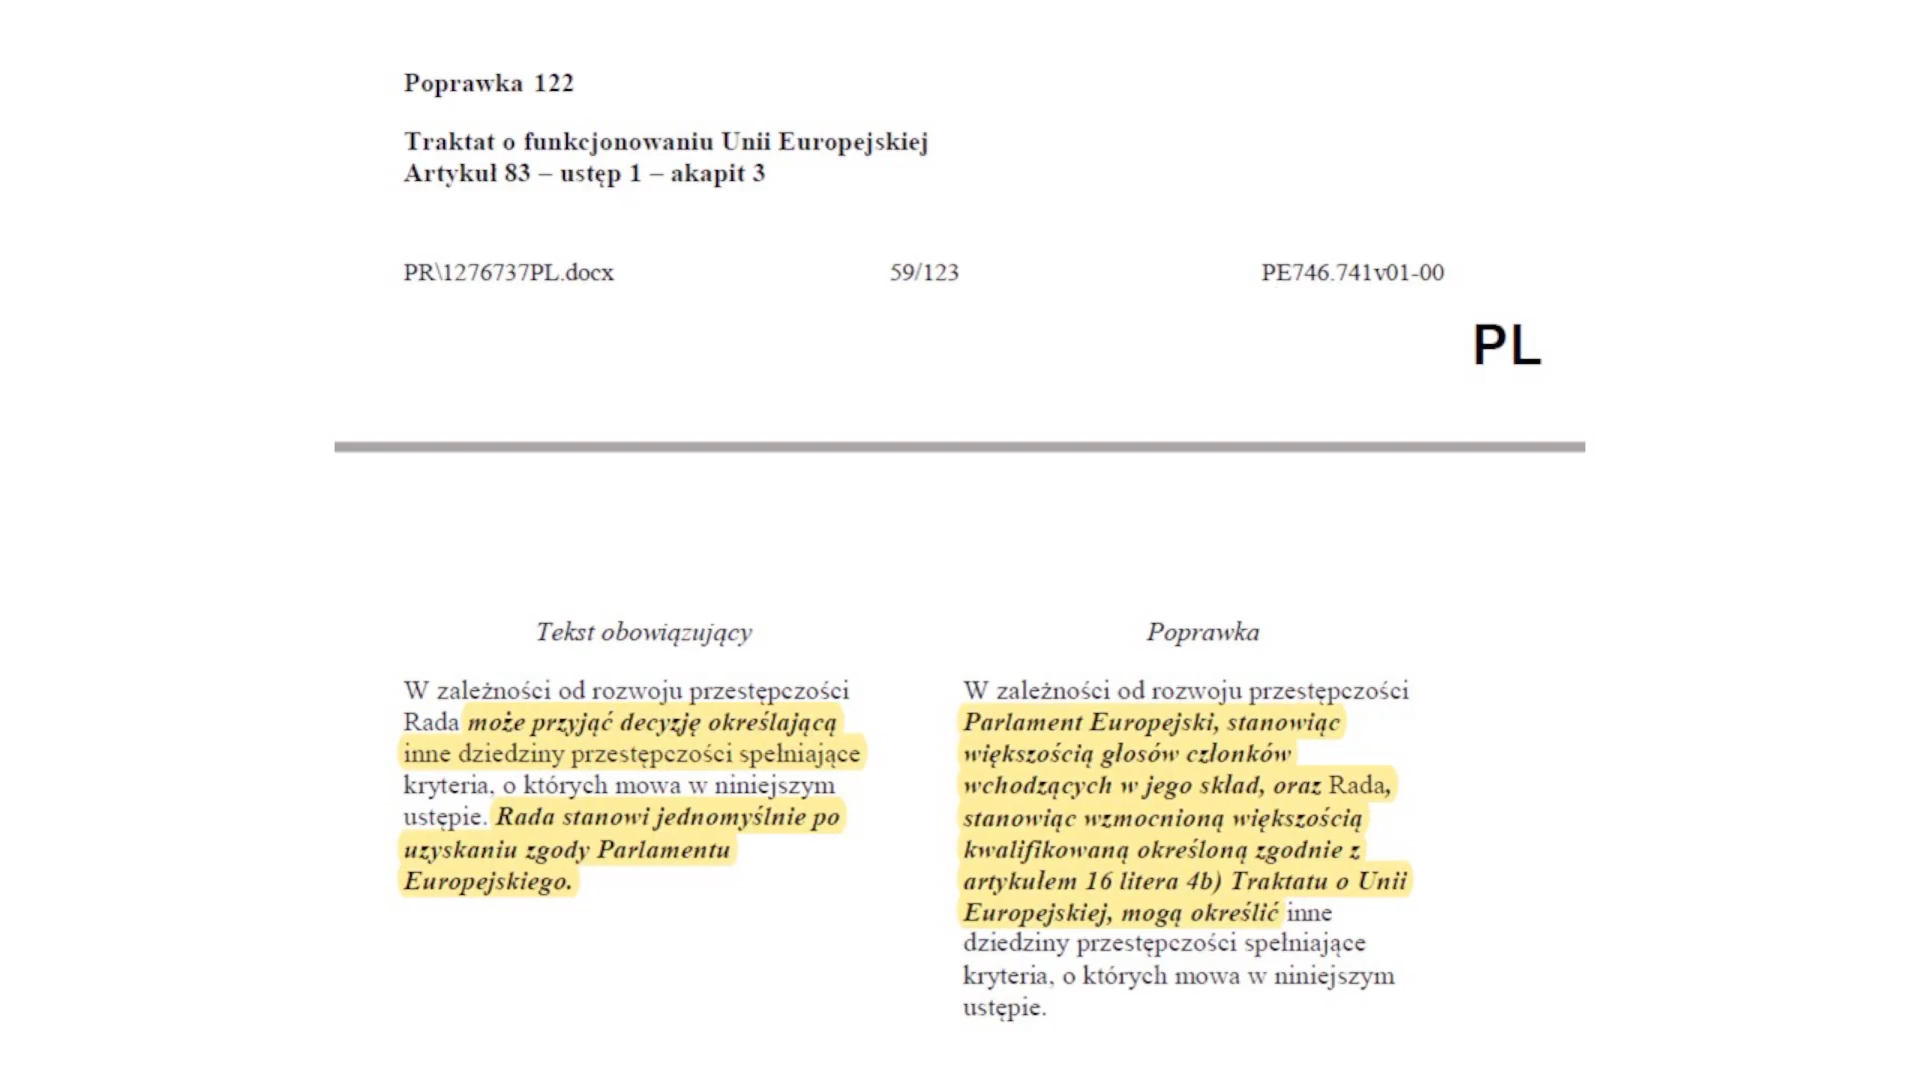 Poprawka 122
Traktat o funkcjonowaniu Unii Europejskiej
Artykuł 83 – ustęp 1 – akapit 3
PR\1276737PL.docx 59/123 PE746.741v01-00
PL
Tekst obowiązujący
W zależności od rozwoju przestępczości
Rada może przyjąć decyzję określającą
inne dziedziny przestępczości spełniające
kryteria, o których mowa w niniejszym
ustępie. Rada stanowi jednomyślnie po
uzyskaniu zgody Parlamentu
Europejskiego.
Poprawka
W zależności od rozwoju przestępczości
Parlament Europejski, stanowiąc
większością głosów członków
wchodzących w jego skład, oraz Rada,
stanowiąc wzmocnioną większością
kwalifikowaną określoną zgodnie z
artykułem 16 litera 4b) Traktatu o Unii
Europejskiej, mogą określić inne
dziedziny przestępczości spełniające
kryteria, o których mowa w niniejszym
ustępie.